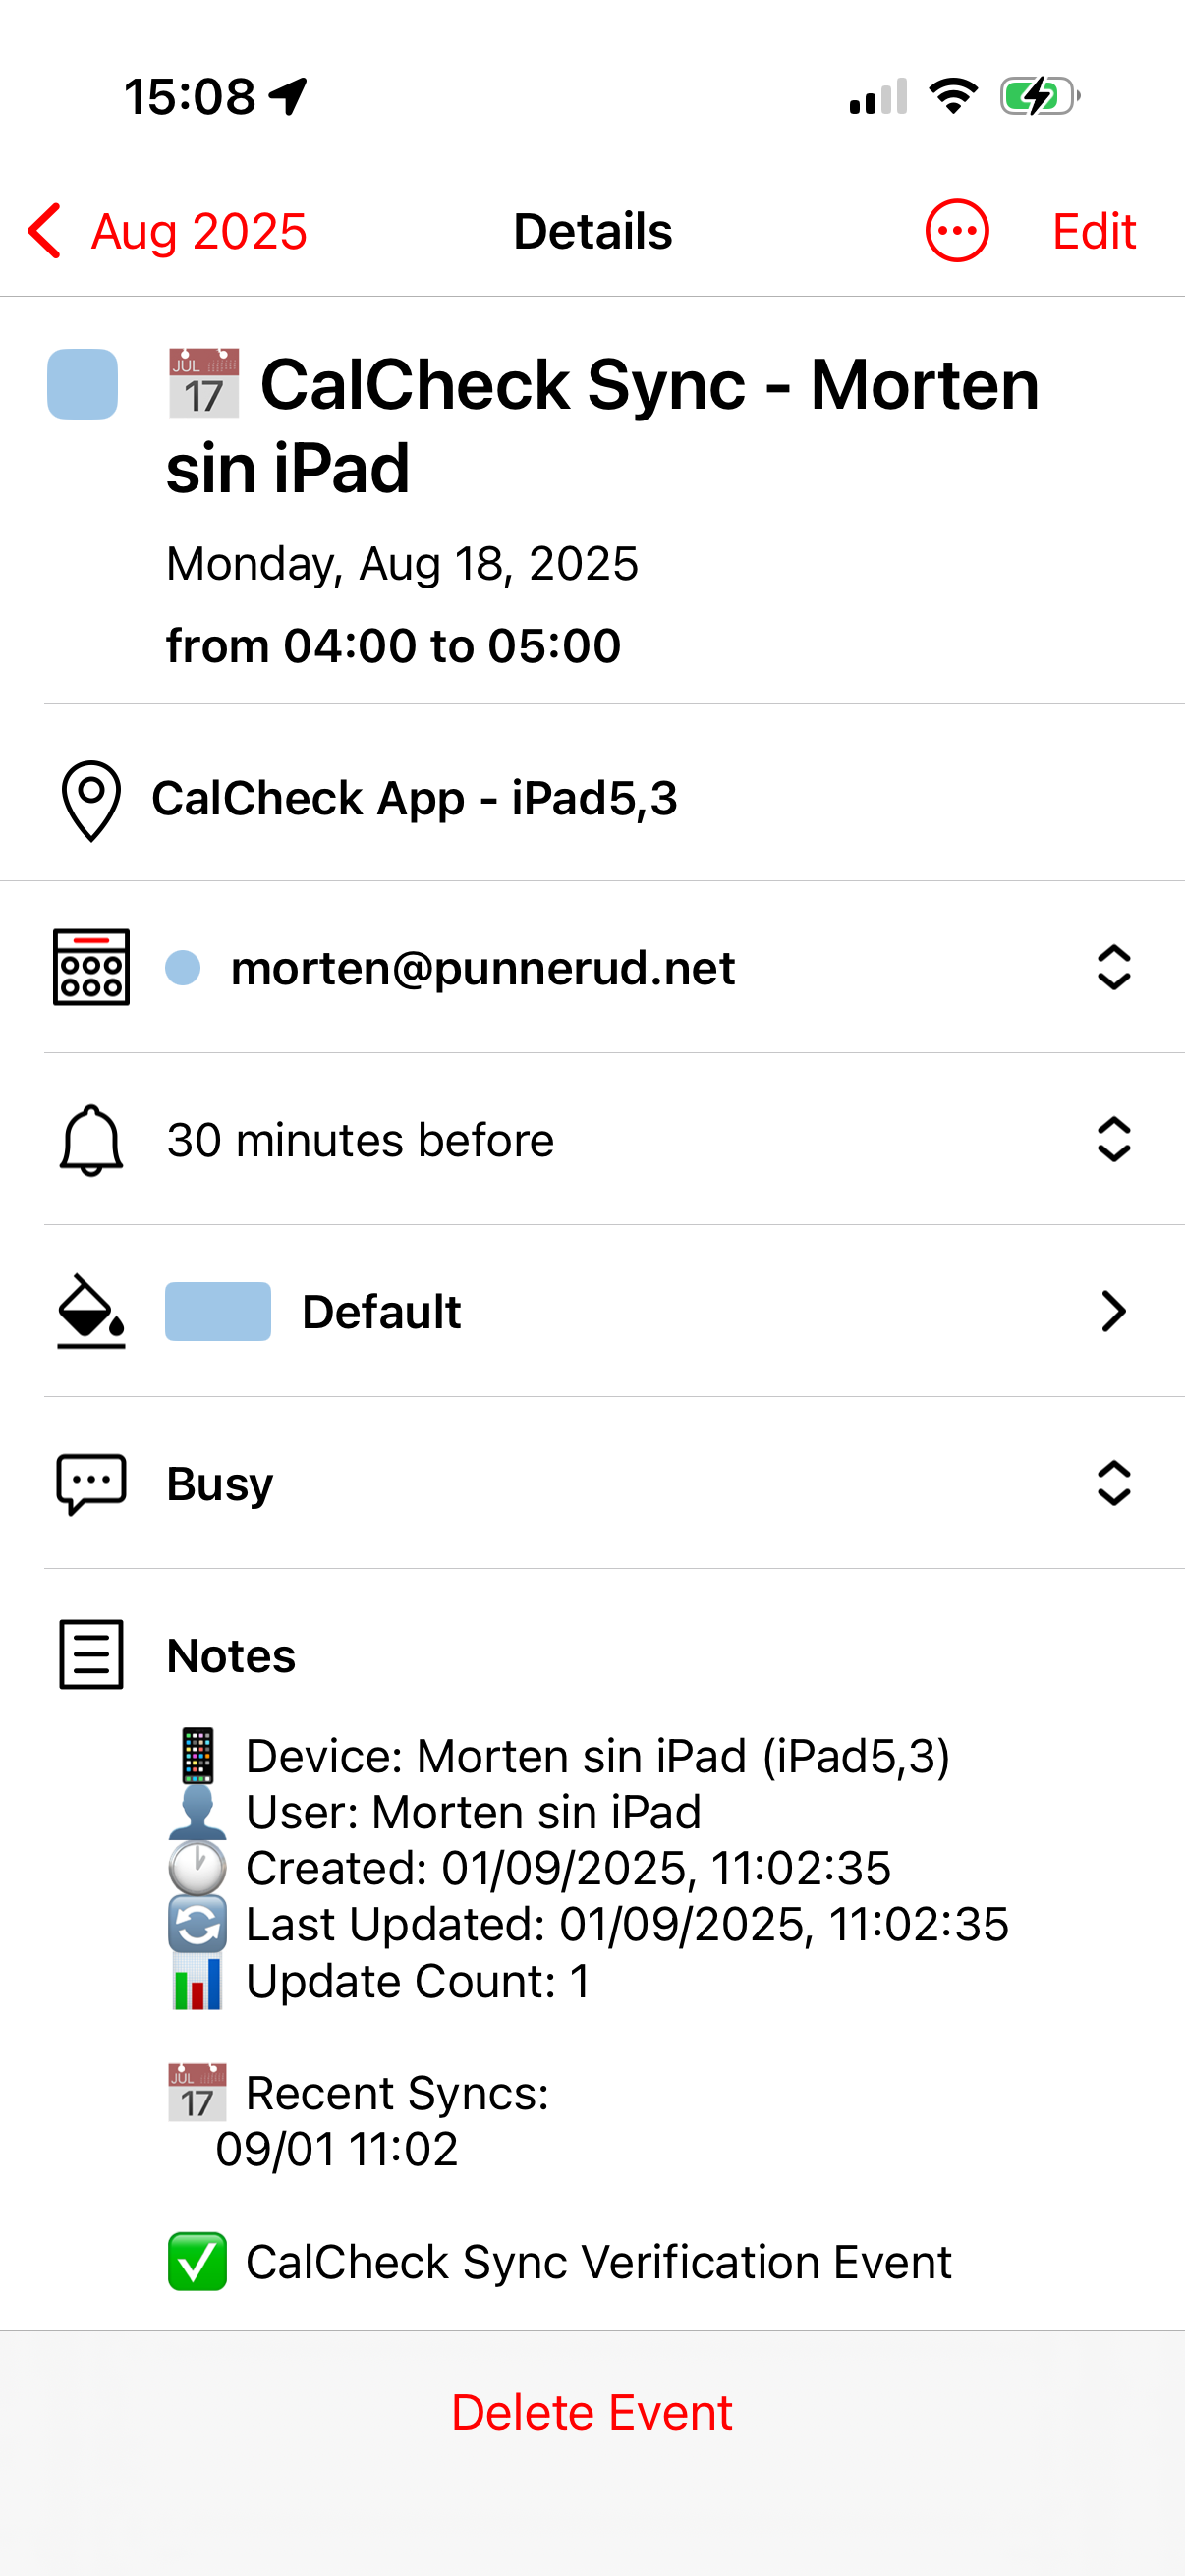 15:08
Aug 2025
Details
Edit
CalCheck Sync - Morten
sin iPad
Monday, Aug 18, 2025
from 04:00 to 05:00
CalCheck App - iPad5,3
morten@punnerud.net
30 minutes before
Default
Busy
Notes
Device: Morten sin iPad (iPad5,3)
User: Morten sin iPad
Created: 01/09/2025, 11:02:35
Last Updated: 01/09/2025, 11:02:35
Update Count: 1
Recent Syncs:
09/01 11:02
CalCheck Sync Verification Event
Delete Event